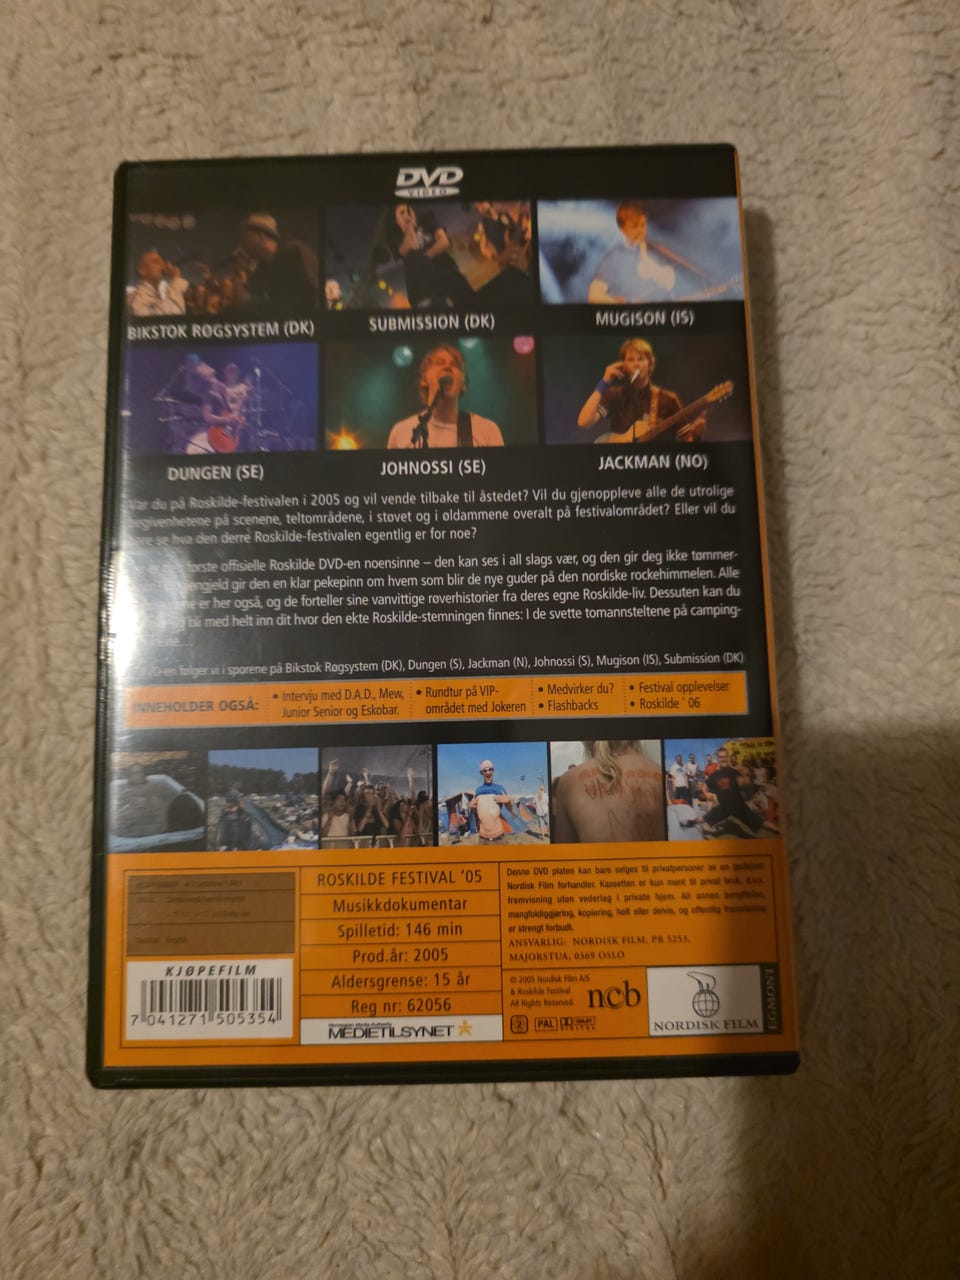 DVD
VIDEO
BIKSTOK RØGSYSTEM (DK)
SUBMISSION (DK)
MUGISON (IS)
DUNGEN (SE)
JOHNOSSI (SE)
JACKMAN (NO)
Var du på Roskilde-festivalen i 2005 og vil vende tilbake til åstedet? Vil du gjenoppleve alle de utrolige
begivenhetene på scenene, teltområdene, i støvet og i øldammene overalt på festivalområdet? Eller vil du
bare se hva den derre Roskilde-festivalen egentlig er for noe?
første offisielle Roskilde DVD-en noensinne – den kan ses i all slags vær, og den gir deg ikke tømmer-
gjengjeld gir den en klar pekepinn om hvem som blir de nye guder på den nordiske rockehimmelen. Alle
er her også, og de forteller sine vanvittige røverhistorier fra deres egne Roskilde-liv. Dessuten kan du
bli med helt inn dit hvor den ekte Roskilde-stemningen finnes: I de svette tomannsteltene på camping-
DVD-en følger vi i sporene på Bikstok Røgsystem (DK), Dungen (S), Jackman (N), Johnossi (S), Mugison (IS), Submission (DK)
INNEHOLDER OGSÅ:
• Intervju med D.A.D., Mew,
Junior Senior og Eskobar.
• Rundtur på VIP-
området med Jokeren
• Medvirker du?
• Flashbacks
• Festival opplevelser
• Roskilde ' 06
KJØPEFILM
7 041271 505354
ROSKILDE FESTIVAL '05
Musikkdokumentar
Spilletid: 146 min
Prod.år: 2005
Aldersgrense: 15 år
Reg nr: 62056
Norwegian Media Authority
MEDIETILSYNET
Denne DVD platen kan bare selges til privatpersoner av en godkjent
Nordisk Film forhandler. Kassetten er kun ment til privat bruk, d.v.s.
fremvisning uten vederlag i private hjem. All annen benyttelse,
mangfoldiggjøring, kopiering, helt eller delvis, og offentlig fremvisning
er strengt forbudt.
ANSVARLIG: NORDISK FILM, PB 5253,
MAJORSTUA, 0369 OSLO
© 2005 Nordisk Film A/S
& Roskilde Festival
All Rights Reserved.
ncb
2
PAL
DOLBY
DIGITAL
NORDISK FILM
EGMONT